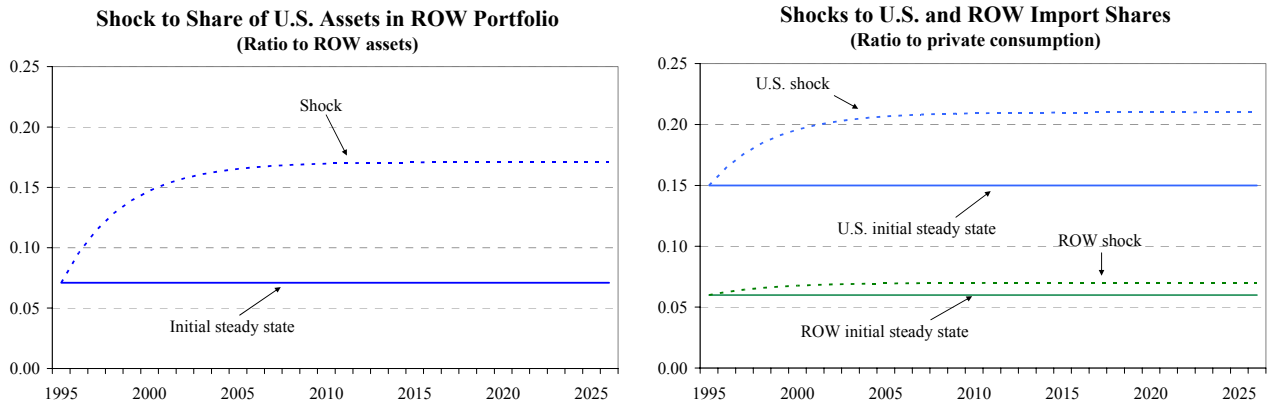 Shock to Share of U.S. Assets in ROW Portfolio
(Ratio to ROW assets)
0.25
0.20
0.15
0.10
0.05
0.00
Shock
Initial steady state
1995 2000 2005 2010 2015 2020 2025
Shocks to U.S. and ROW Import Shares
(Ratio to private consumption)
0.25
0.20
0.15
0.10
0.05
0.00
U.S. shock
U.S. initial steady state
ROW shock
ROW initial steady state
1995 2000 2005 2010 2015 2020 2025